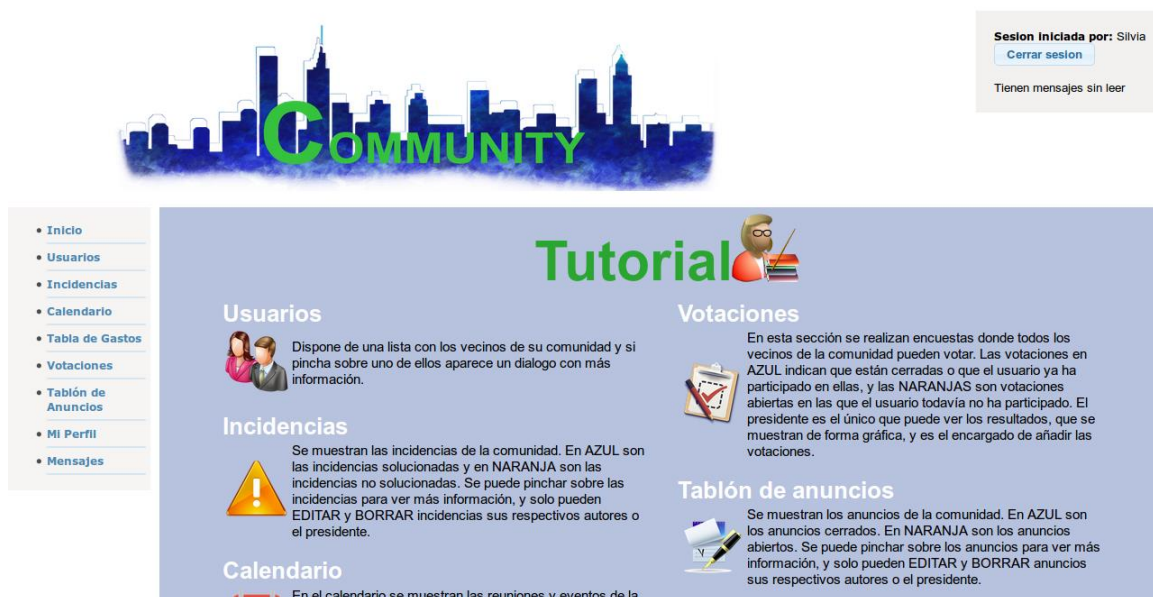 COMMUNITY
Sesion iniciada por: Silvia
Cerrar sesion
Tienen mensajes sin leer
Inicio
Usuarios
Incidencias
Calendario
Tabla de Gastos
Votaciones
Tablón de
Anuncios
Mi Perfil
Mensajes
Tutorial
Usuarios
Dispone de una lista con los vecinos de su comunidad y si
pincha sobre uno de ellos aparece un dialogo con más
información.
Incidencias
Se muestran las incidencias de la comunidad. En AZUL son
las incidencias solucionadas y en NARANJA son las
incidencias no solucionadas. Se puede pinchar sobre las
incidencias para ver más información, y solo pueden
EDITAR y BORRAR incidencias sus respectivos autores o
el presidente.
Calendario
En el calendario se muestran las reuniones y eventos de la
Votaciones
En esta sección se realizan encuestas donde todos los
vecinos de la comunidad pueden votar. Las votaciones en
AZUL indican que están cerradas o que el usuario ya ha
participado en ellas, y las NARANJAS son votaciones
abiertas en las que el usuario todavía no ha participado. El
presidente es el único que puede ver los resultados, que se
muestran de forma gráfica, y es el encargado de añadir las
votaciones.
Tablón de anuncios
Se muestran los anuncios de la comunidad. En AZUL son
los anuncios cerrados. En NARANJA son los anuncios
abiertos. Se puede pinchar sobre los anuncios para ver más
información, y solo pueden EDITAR y BORRAR anuncios
sus respectivos autores o el presidente.